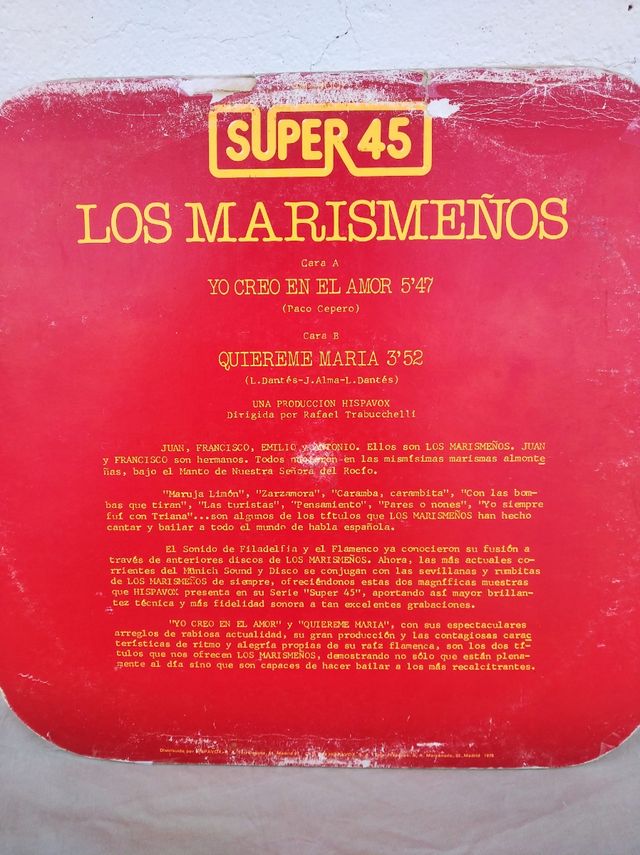 SUPER 45
LOS MARISMEÑOS
Cara A
YO CREO EN EL AMOR 5'47
(Paco Cepero)
Cara B
QUIEREME MARIA 3'52
(L.Dantés-J.Alma-L.Dantés)
UNA PRODUCCION HISPAVOX
Dirigida por Rafael Trabucchelli
JUAN, FRANCISCO, EMILIO y ANTONIO. Ellos son LOS MARISMEÑOS. JUAN
y FRANCISCO son hermanos. Todos nacieron en las mismísimas marismas almonte
ñas, bajo el Manto de Nuestra Señora del Rocío.
"Maruja Limón", "Zarzamora", "Caramba, carambita", "Con las bom-
bas que tiran", "Las turistas", "Pensamiento", "Pares o nones", "Yo siempre
fuí con Triana"...son algunos de los títulos que LOS MARISMEÑOS han hecho
cantar y bailar a todo el mundo de habla española.
El Sonido de Filadelfia y el Flamenco ya conocieron su fusión a
través de anteriores discos de LOS MARISMEÑOS. Ahora, las más actuales co-
rrientes del Münich Sound y Disco se conjugan con las sevillanas y rumbitas
de LOS MARISMEÑOS de siempre, ofreciéndonos estas dos magníficas muestras
que HISPAVOX presenta en su Serie "Super 45", aportando así mayor brillan-
tez técnica y más fidelidad sonora a tan excelentes grabaciones.
"YO CREO EN EL AMOR" y "QUIEREME MARIA", con sus espectaculares
arreglos de rabiosa actualidad, su gran producción y las contagiosas carac
terísticas de ritmo y alegría propias de su raíz flamenca, son los dos tí-
tulos que nos ofrecen LOS MARISMEÑOS, demostrando no sólo que están plena-
mente al día sino que son capaces de hacer bailar a los más recalcitrantes.
Distribuido por HISPAVOX
Madrid 1978